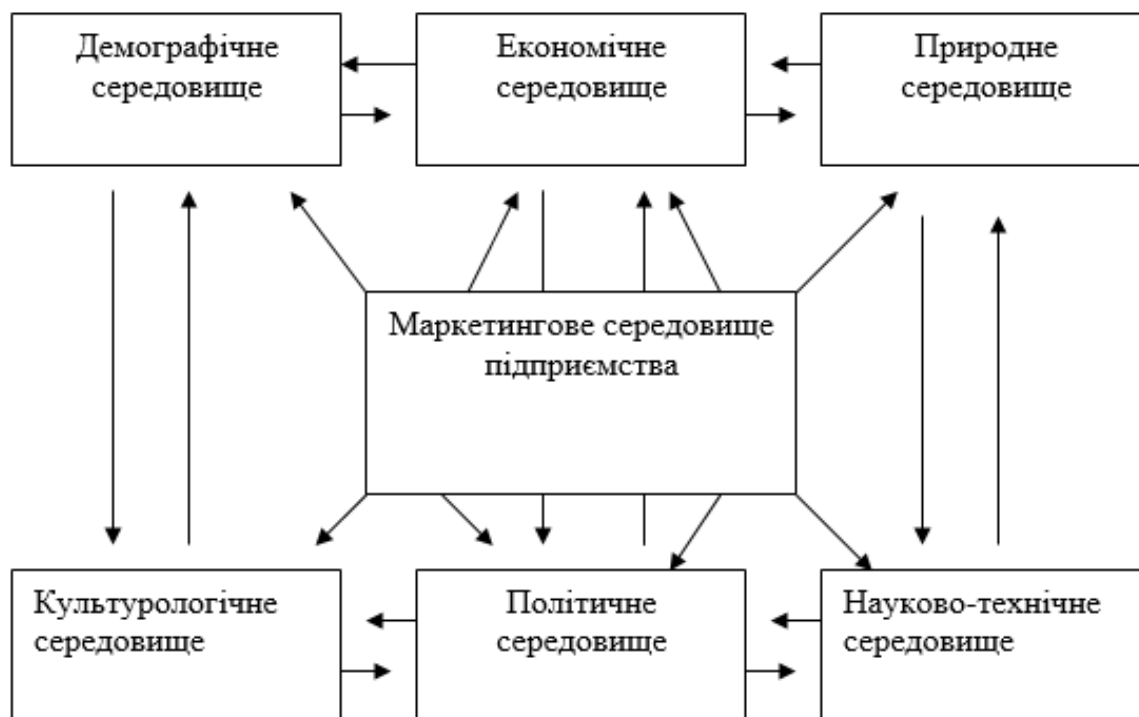 Демографічне
середовище
Економічне
середовище
Природне
середовище
Маркетингове середовище
підприємства
Культурологічне
середовище
Політичне
середовище
Науково-технічне
середовище